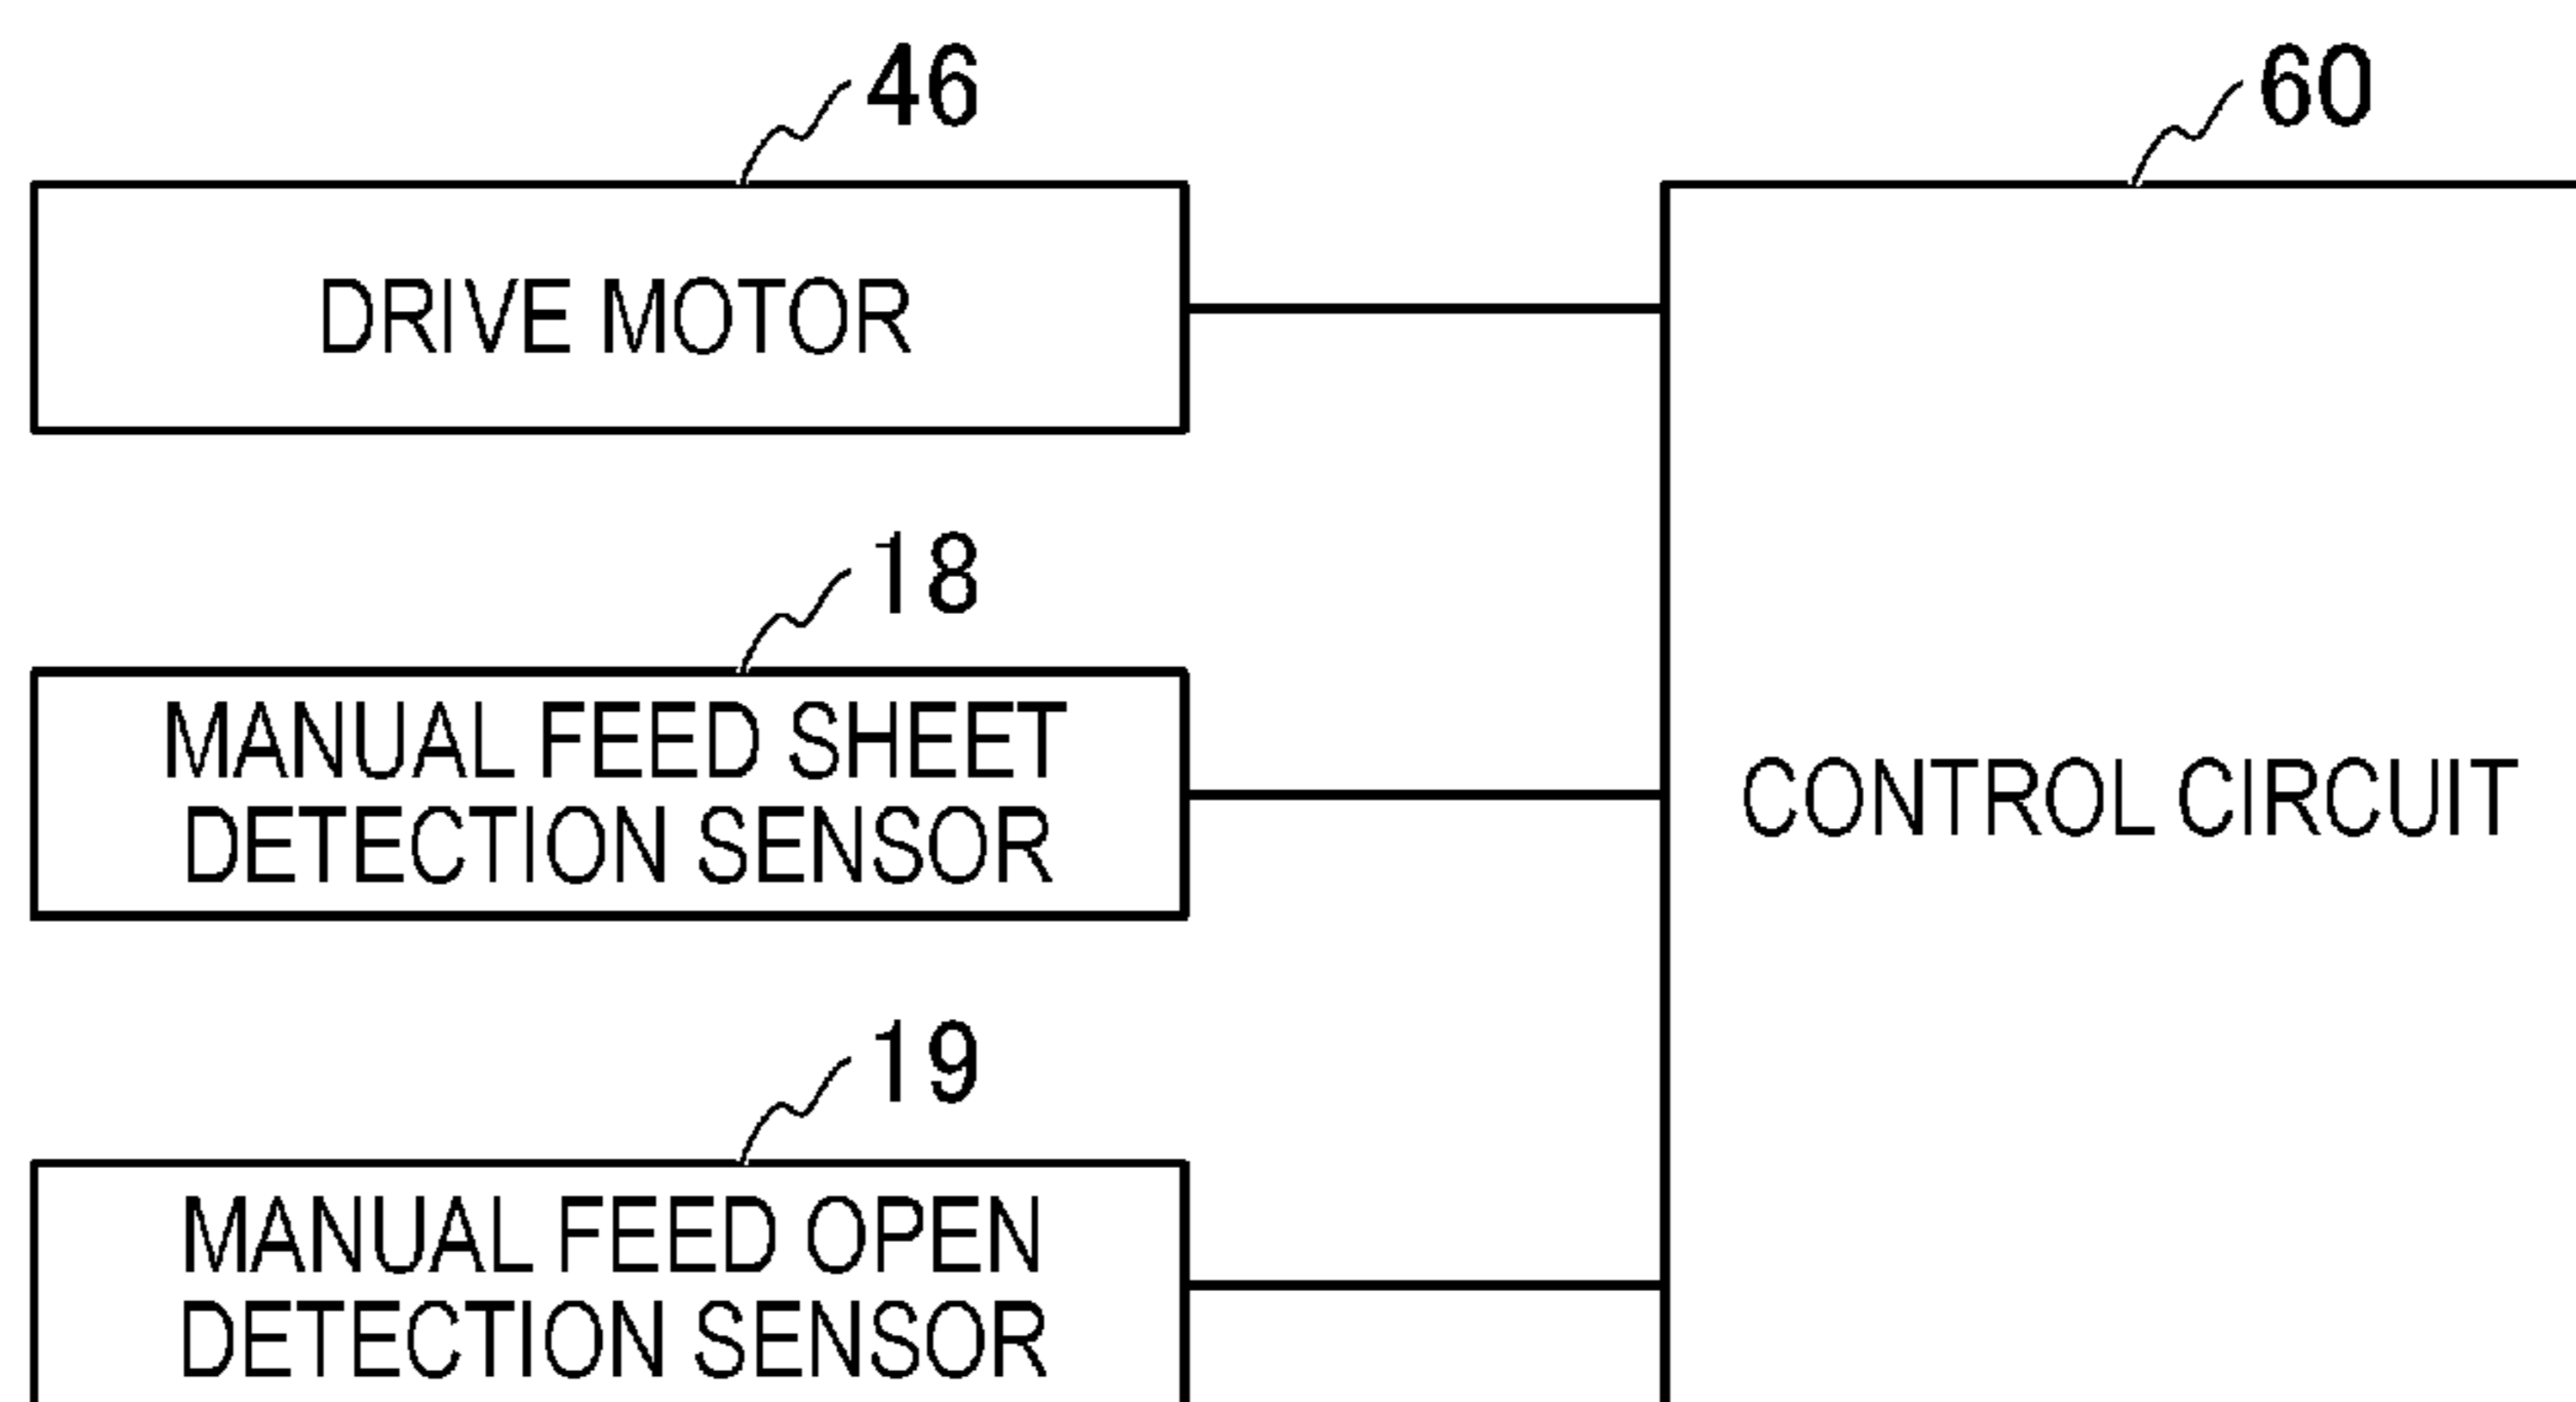 46
60
DRIVE MOTOR
18
MANUAL FEED SHEET
DETECTION SENSOR
CONTROL CIRCUIT
19
MANUAL FEED OPEN
DETECTION SENSOR